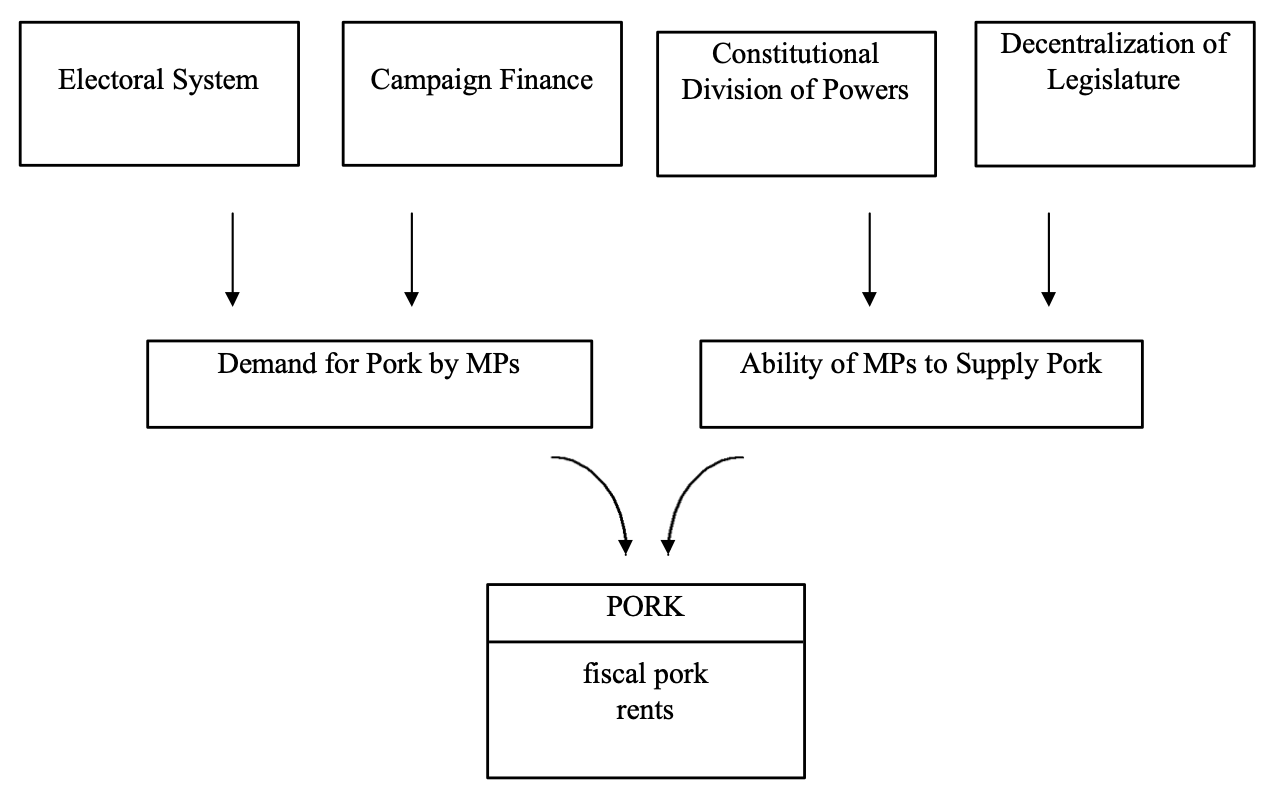 Electoral System
Campaign Finance
Constitutional
Division of Powers
Decentralization of
Legislature
Demand for Pork by MPs
Ability of MPs to Supply Pork
PORK
fiscal pork
rents